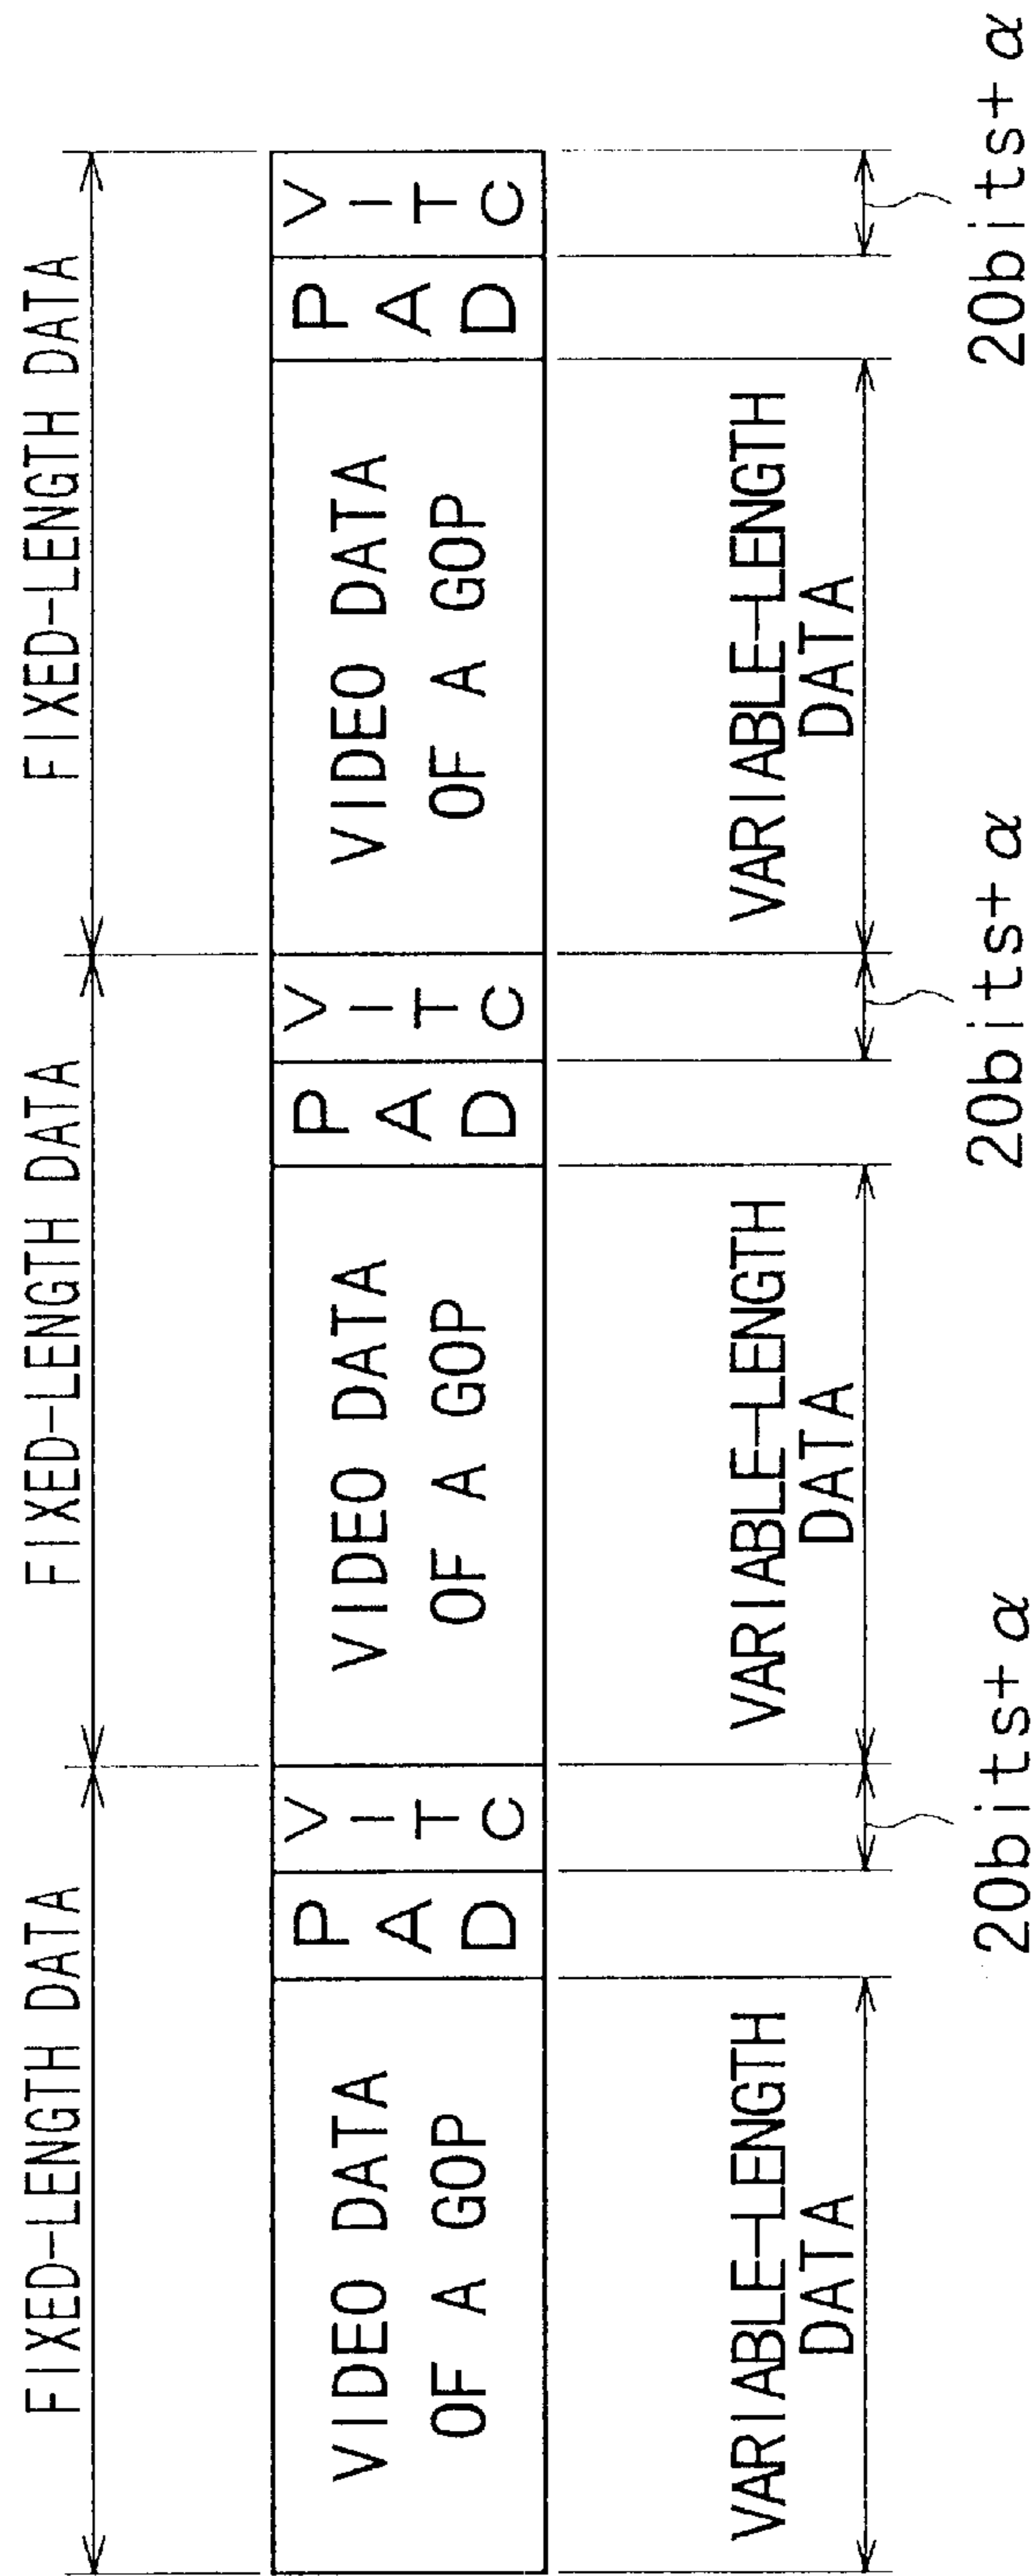 FIXED-LENGTH DATA
FIXED-LENGTH DATA
FIXED-LENGTH DATA
VIDEO DATA
OF A GOP
PAD
VITC
VIDEO DATA
OF A GOP
PAD
VITC
VIDEO DATA
OF A GOP
PAD
VITC
VARIABLE-LENGTH
DATA
VARIABLE-LENGTH
DATA
VARIABLE-LENGTH
DATA
20bits+α
20bits+α
20bits+α